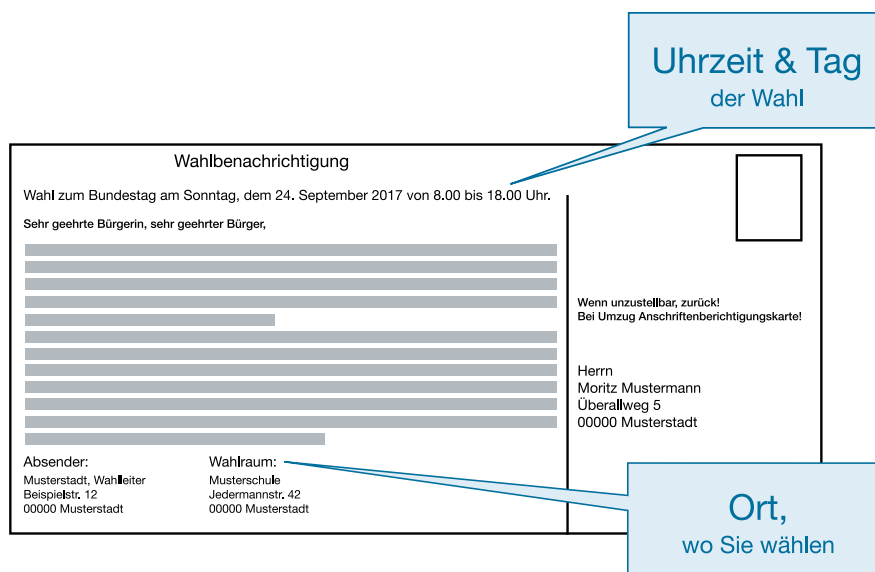 Uhrzeit & Tag
der Wahl
Wahlbenachrichtigung
Wahl zum Bundestag am Sonntag, dem 24. September 2017 von 8.00 bis 18.00 Uhr.
Sehr geehrte Bürgerin, sehr geehrter Bürger,
Wenn unzustellbar, zurück!
Bei Umzug Anschriftenberichtigungskarte!
Herrn
Moritz Mustermann
Überallweg 5
00000 Musterstadt
Absender:
Musterstadt, Wahlleiter
Beispielstr. 12
00000 Musterstadt
Wahlraum:
Musterschule
Jedermannstr. 42
00000 Musterstadt
Ort,
wo Sie wählen